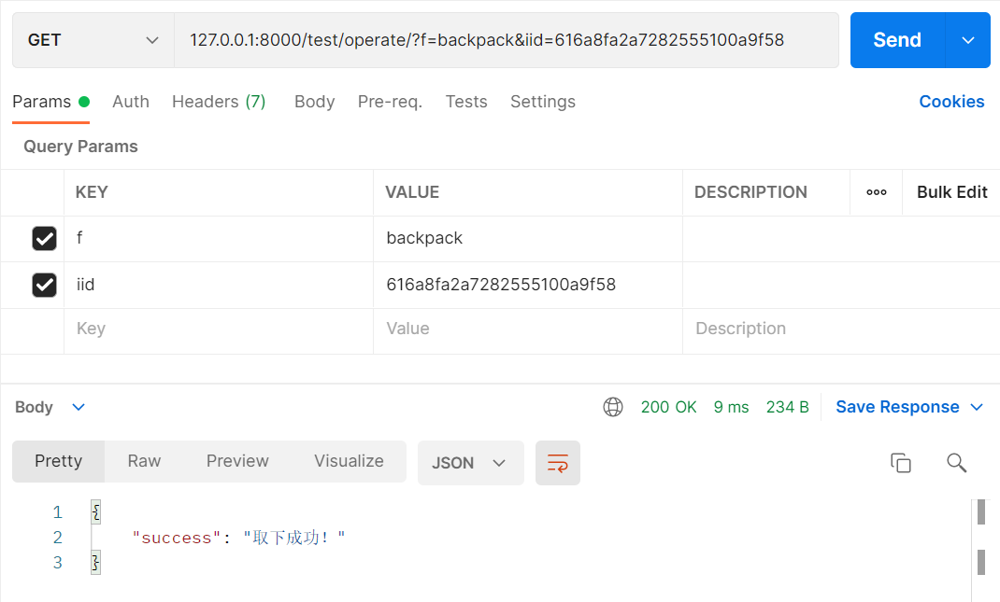 GET 127.0.0.1:8000/test/operate/?f=backpack&iid=616a8fa2a7282555100a9f58 Send
Params Auth Headers (7) Body Pre-req. Tests Settings Cookies
Query Params
KEY VALUE DESCRIPTION ooo Bulk Edit
f backpack
iid 616a8fa2a7282555100a9f58
Key Value Description
Body 200 OK 9 ms 234 B Save Response
Pretty Raw Preview Visualize JSON
1 {
2 "success": "取下成功！"
3 }